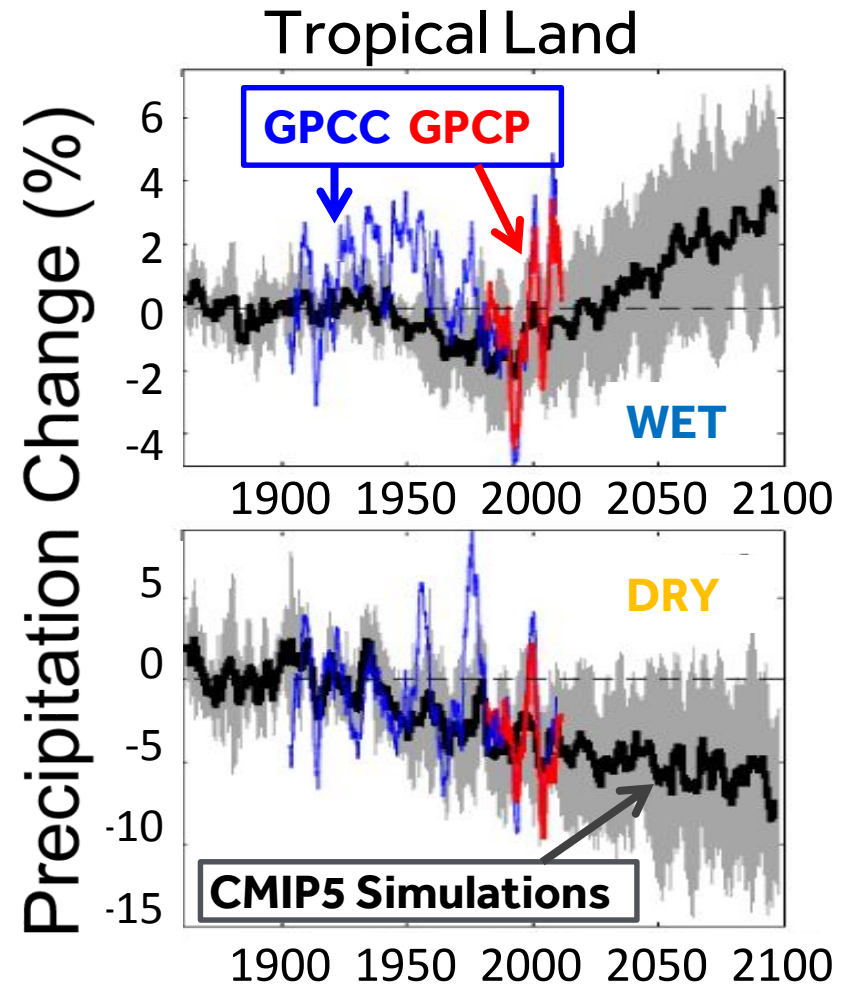 Tropical Land
Precipitation Change (%)
GPCC GPCP
6
4
2
0
-2
-4
WET
1900 1950 2000 2050 2100
5
0
-5
-10
-15
DRY
CMIP5 Simulations
1900 1950 2000 2050 2100